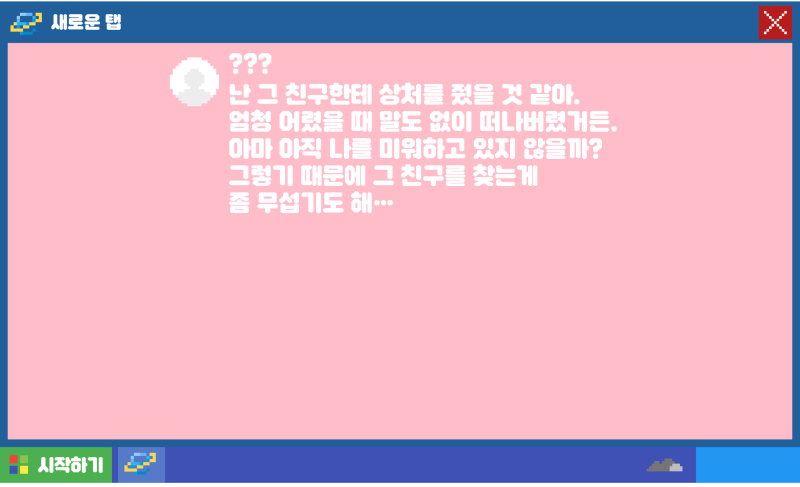 새로운 탭
???
난 그 친구한테 상처를 줬을 것 같아.
엄청 어렸을 때 말도 없이 떠나버렸거든.
아마 아직 나를 미워하고 있지 않을까?
그렇기 때문에 그 친구를 찾는게
좀 무섭기도 해…
시작하기